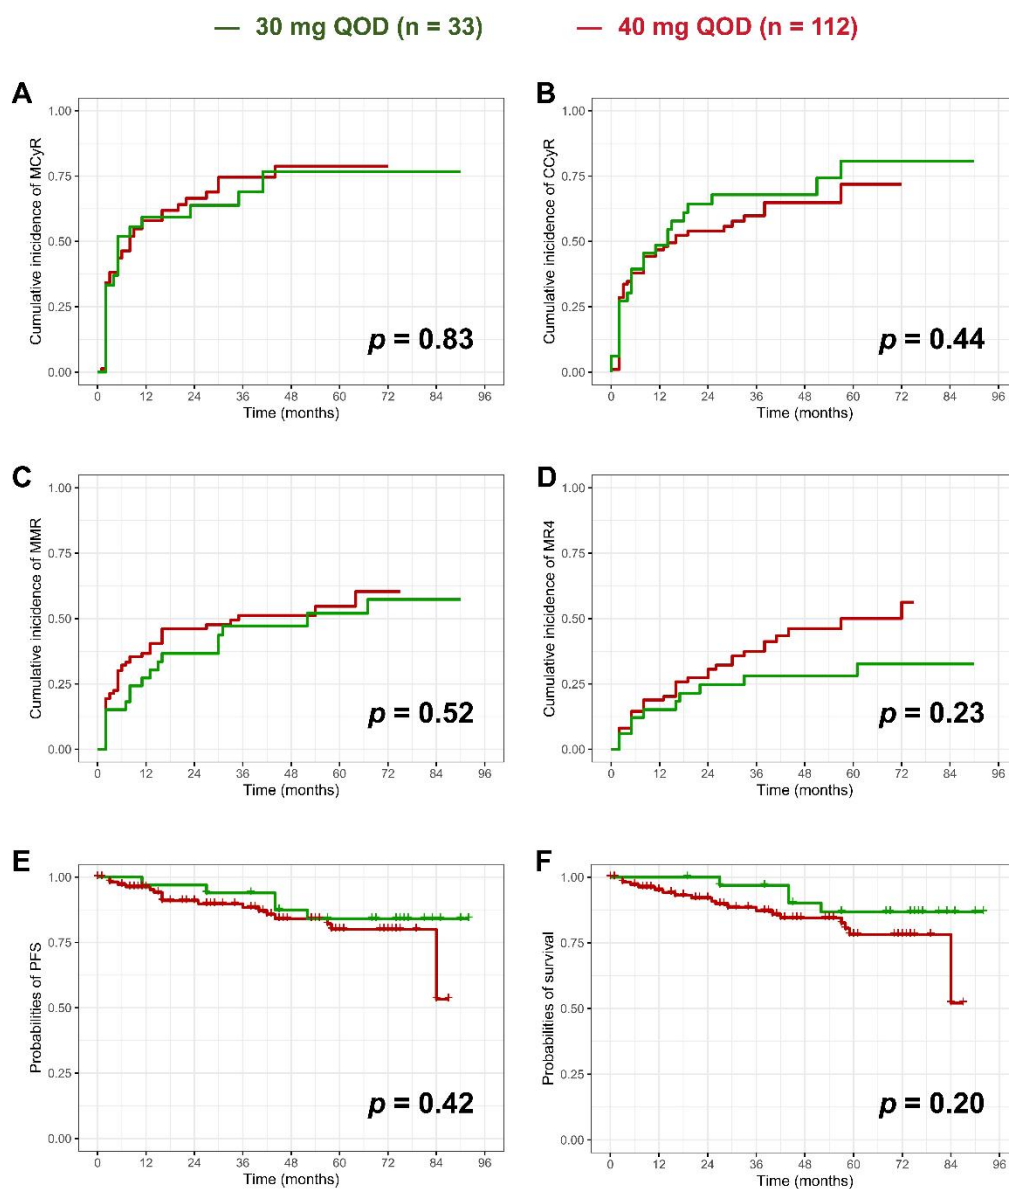 — 30 mg QOD (n = 33) — 40 mg QOD (n = 112)
A
Cumulative inicidence of MCyR
1.00
0.75
0.50
0.25
0.00
p = 0.83
0 12 24 36 48 60 72 84 96
Time (months)
B
Cumulative inicidence of CCyR
1.00
0.75
0.50
0.25
0.00
p = 0.44
0 12 24 36 48 60 72 84 96
Time (months)
C
Cumulative inicidence of MMR
1.00
0.75
0.50
0.25
0.00
p = 0.52
0 12 24 36 48 60 72 84 96
Time (months)
D
Cumulative inicidence of MR4
1.00
0.75
0.50
0.25
0.00
p = 0.23
0 12 24 36 48 60 72 84 96
Time (months)
E
Probabilities of PFS
1.00
0.75
0.50
0.25
0.00
p = 0.42
0 12 24 36 48 60 72 84 96
Time (months)
F
Probabilities of survival
1.00
0.75
0.50
0.25
0.00
p = 0.20
0 12 24 36 48 60 72 84 96
Time (months)